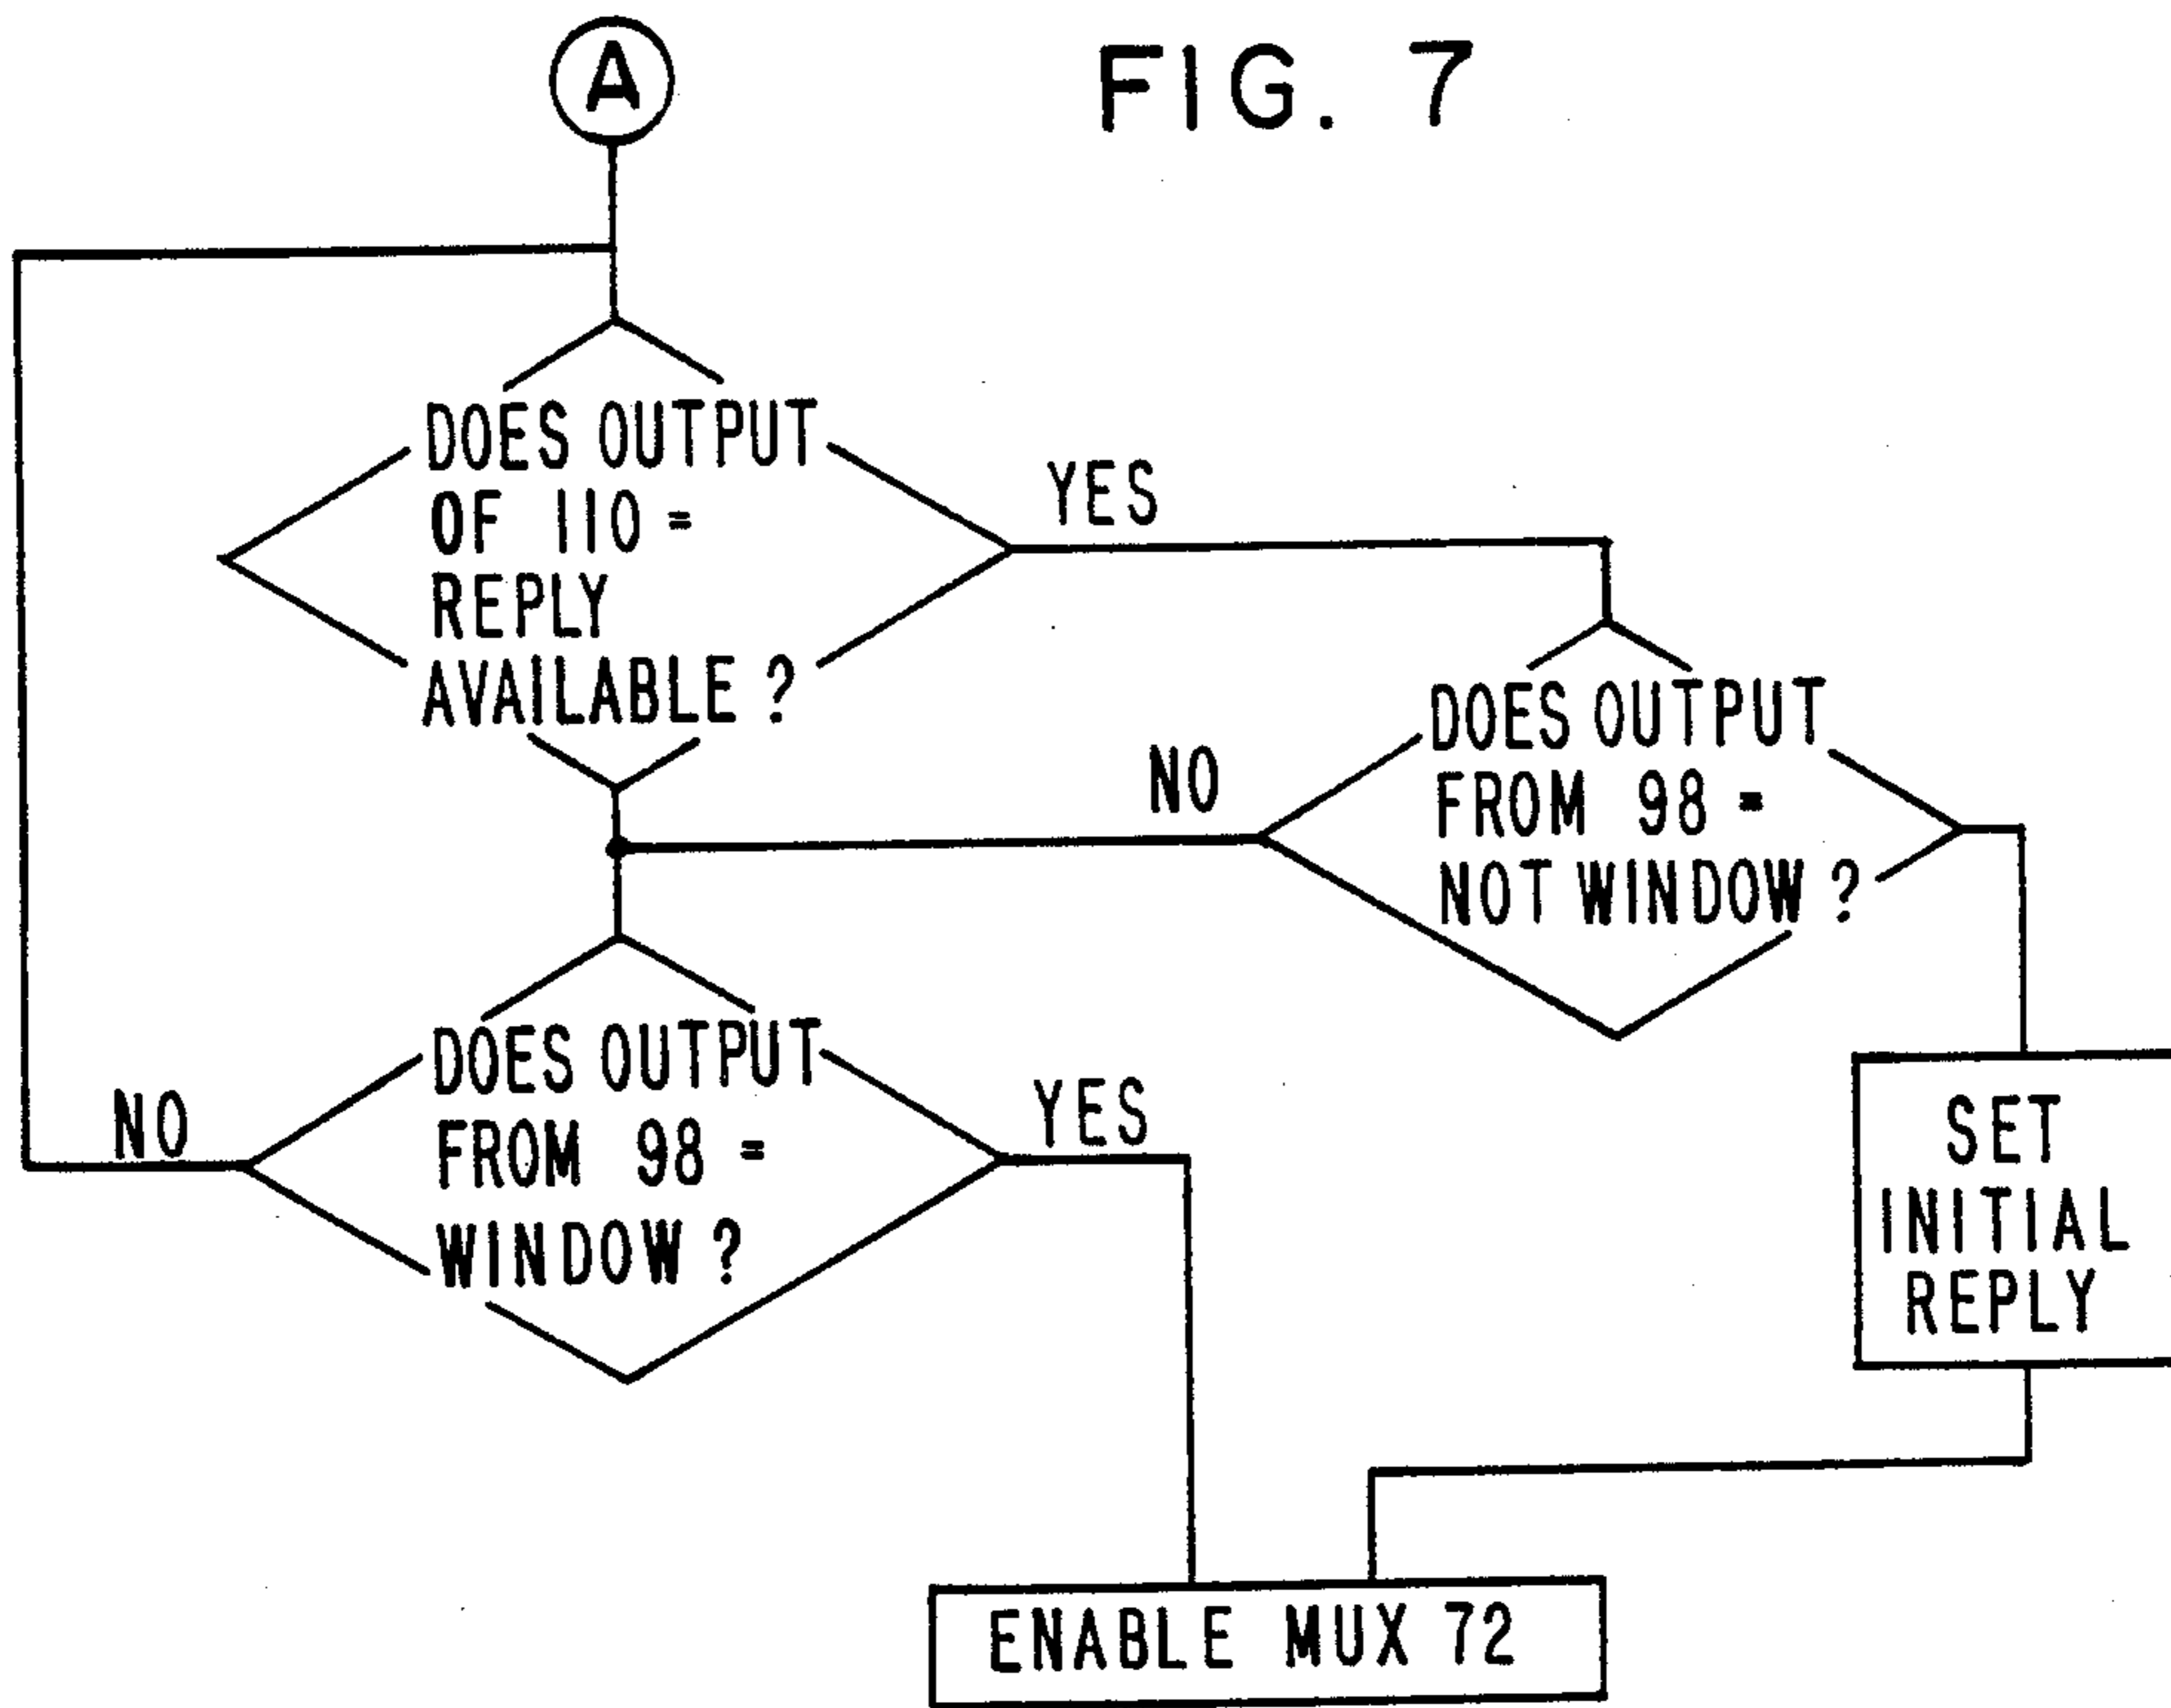 A
FIG. 7
DOES OUTPUT
OF 110 =
REPLY
AVAILABLE ?
YES
DOES OUTPUT
FROM 98 =
NOT WINDOW ?
NO
DOES OUTPUT
FROM 98 =
WINDOW ?
NO
YES
SET
INITIAL
REPLY
ENABLE MUX 72